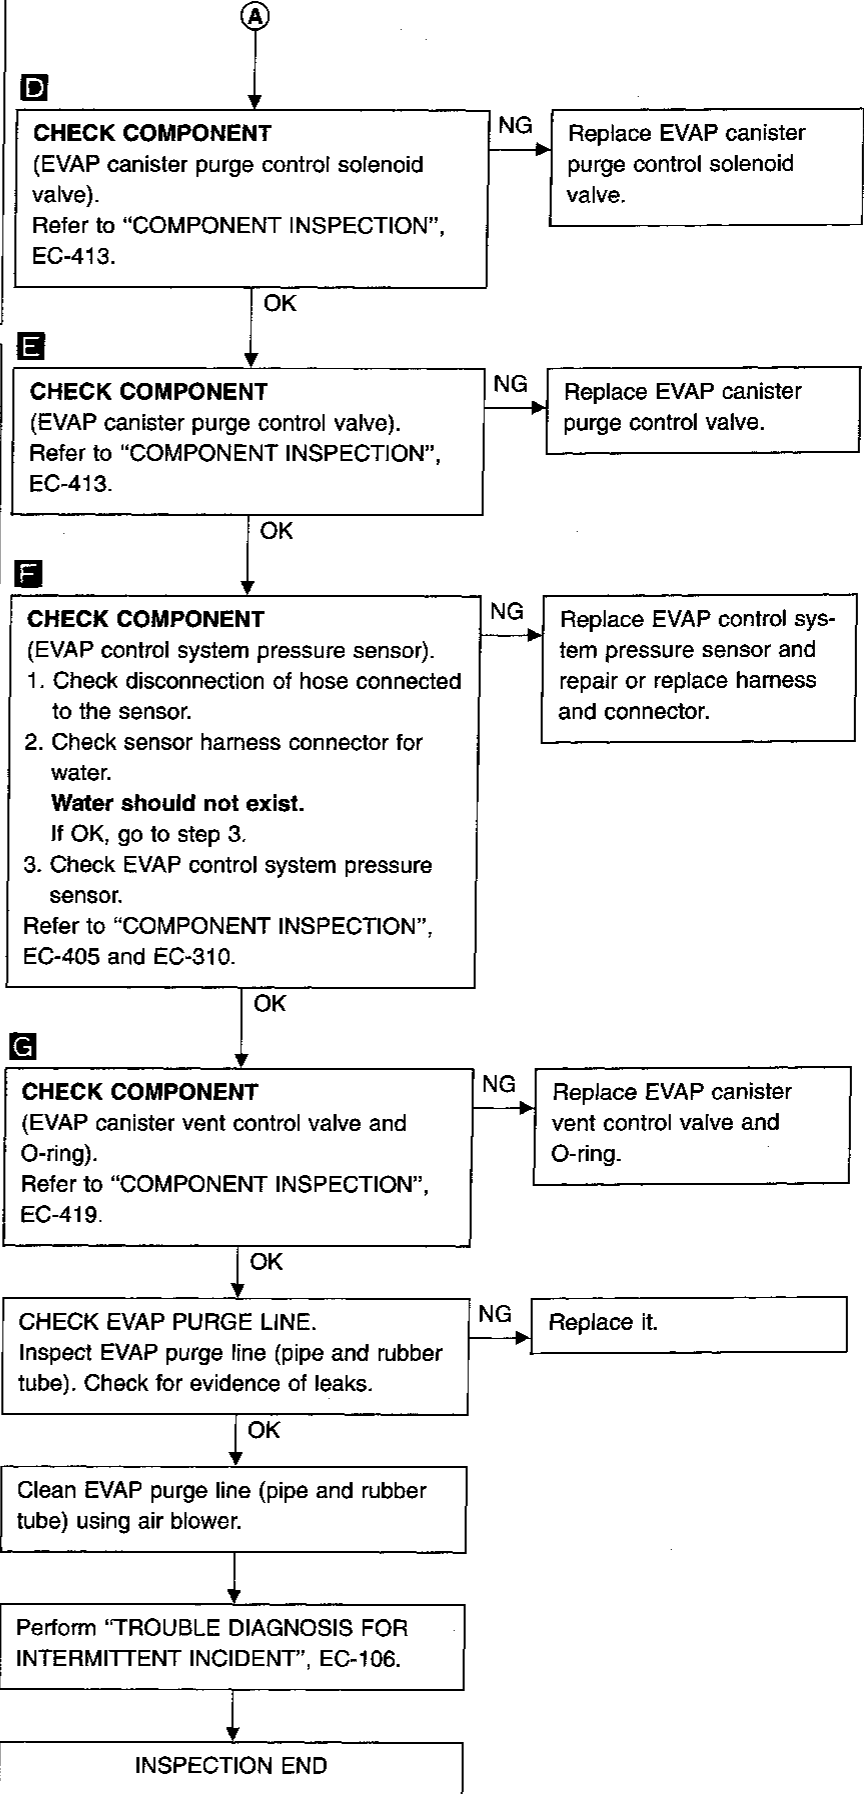 A
D
CHECK COMPONENT
(EVAP canister purge control solenoid
valve).
Refer to “COMPONENT INSPECTION”,
EC-413.
NG
Replace EVAP canister
purge control solenoid
valve.
OK
E
CHECK COMPONENT
(EVAP canister purge control valve).
Refer to “COMPONENT INSPECTION”,
EC-413.
NG
Replace EVAP canister
purge control valve.
OK
F
CHECK COMPONENT
(EVAP control system pressure sensor).
1. Check disconnection of hose connected
to the sensor.
2. Check sensor harness connector for
water.
Water should not exist.
If OK, go to step 3.
3. Check EVAP control system pressure
sensor.
Refer to “COMPONENT INSPECTION”,
EC-405 and EC-310.
NG
Replace EVAP control sys-
tem pressure sensor and
repair or replace harness
and connector.
OK
G
CHECK COMPONENT
(EVAP canister vent control valve and
O-ring).
Refer to “COMPONENT INSPECTION”,
EC-419.
NG
Replace EVAP canister
vent control valve and
O-ring.
OK
CHECK EVAP PURGE LINE.
Inspect EVAP purge line (pipe and rubber
tube). Check for evidence of leaks.
NG
Replace it.
OK
Clean EVAP purge line (pipe and rubber
tube) using air blower.
Perform “TROUBLE DIAGNOSIS FOR
INTERMITTENT INCIDENT”, EC-106.
INSPECTION END